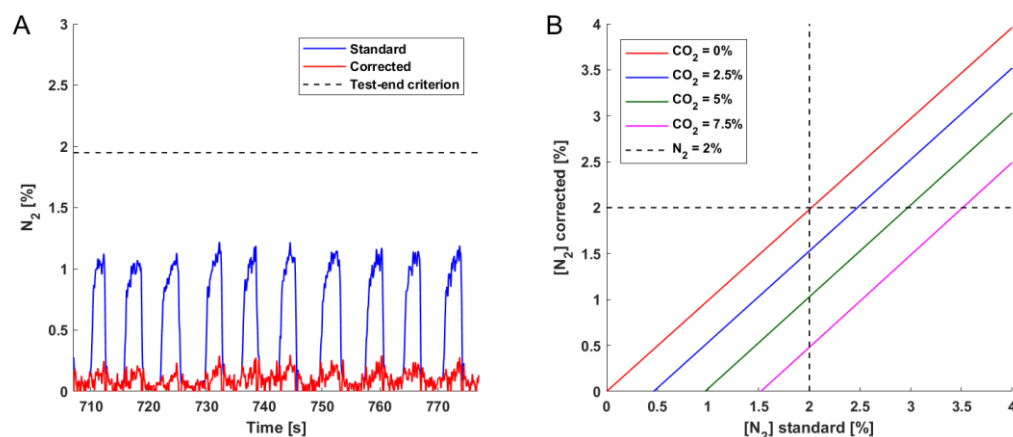 A
3
2.5
2
1.5
1
0.5
0
N2 [%]
710 720 730 740 750 760 770
Time [s]
Standard
Corrected
Test-end criterion
B
4
3.5
3
2.5
2
1.5
1
0.5
0
[N2] corrected [%]
0 0.5 1 1.5 2 2.5 3 3.5 4
[N2] standard [%]
CO2 = 0%
CO2 = 2.5%
CO2 = 5%
CO2 = 7.5%
N2 = 2%